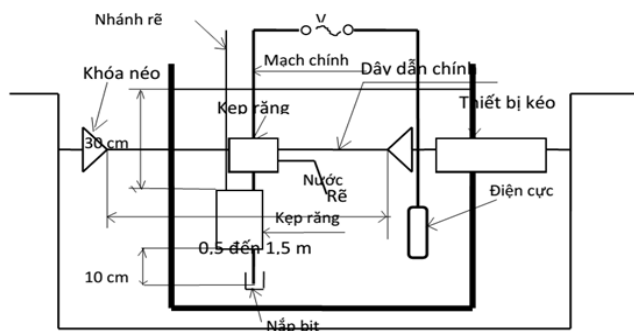 V
Nhánh rẽ
Mạch chính
Dây dẫn chính
Khóa néo
Kẹp răng
Thiết bị kéo
30 cm
Nước
Rẽ
Điện cực
Kẹp răng
0,5 đến 1,5 m
10 cm
Nắp bịt